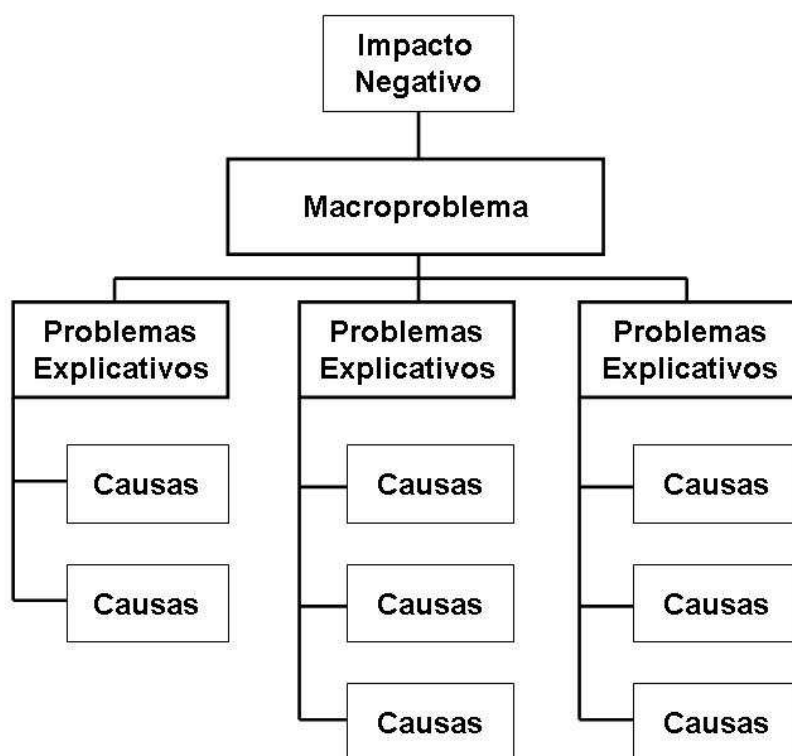 Impacto
Negativo
Macroproblema
Problemas
Explicativos
Problemas
Explicativos
Problemas
Explicativos
Causas
Causas
Causas
Causas
Causas
Causas
Causas
Causas